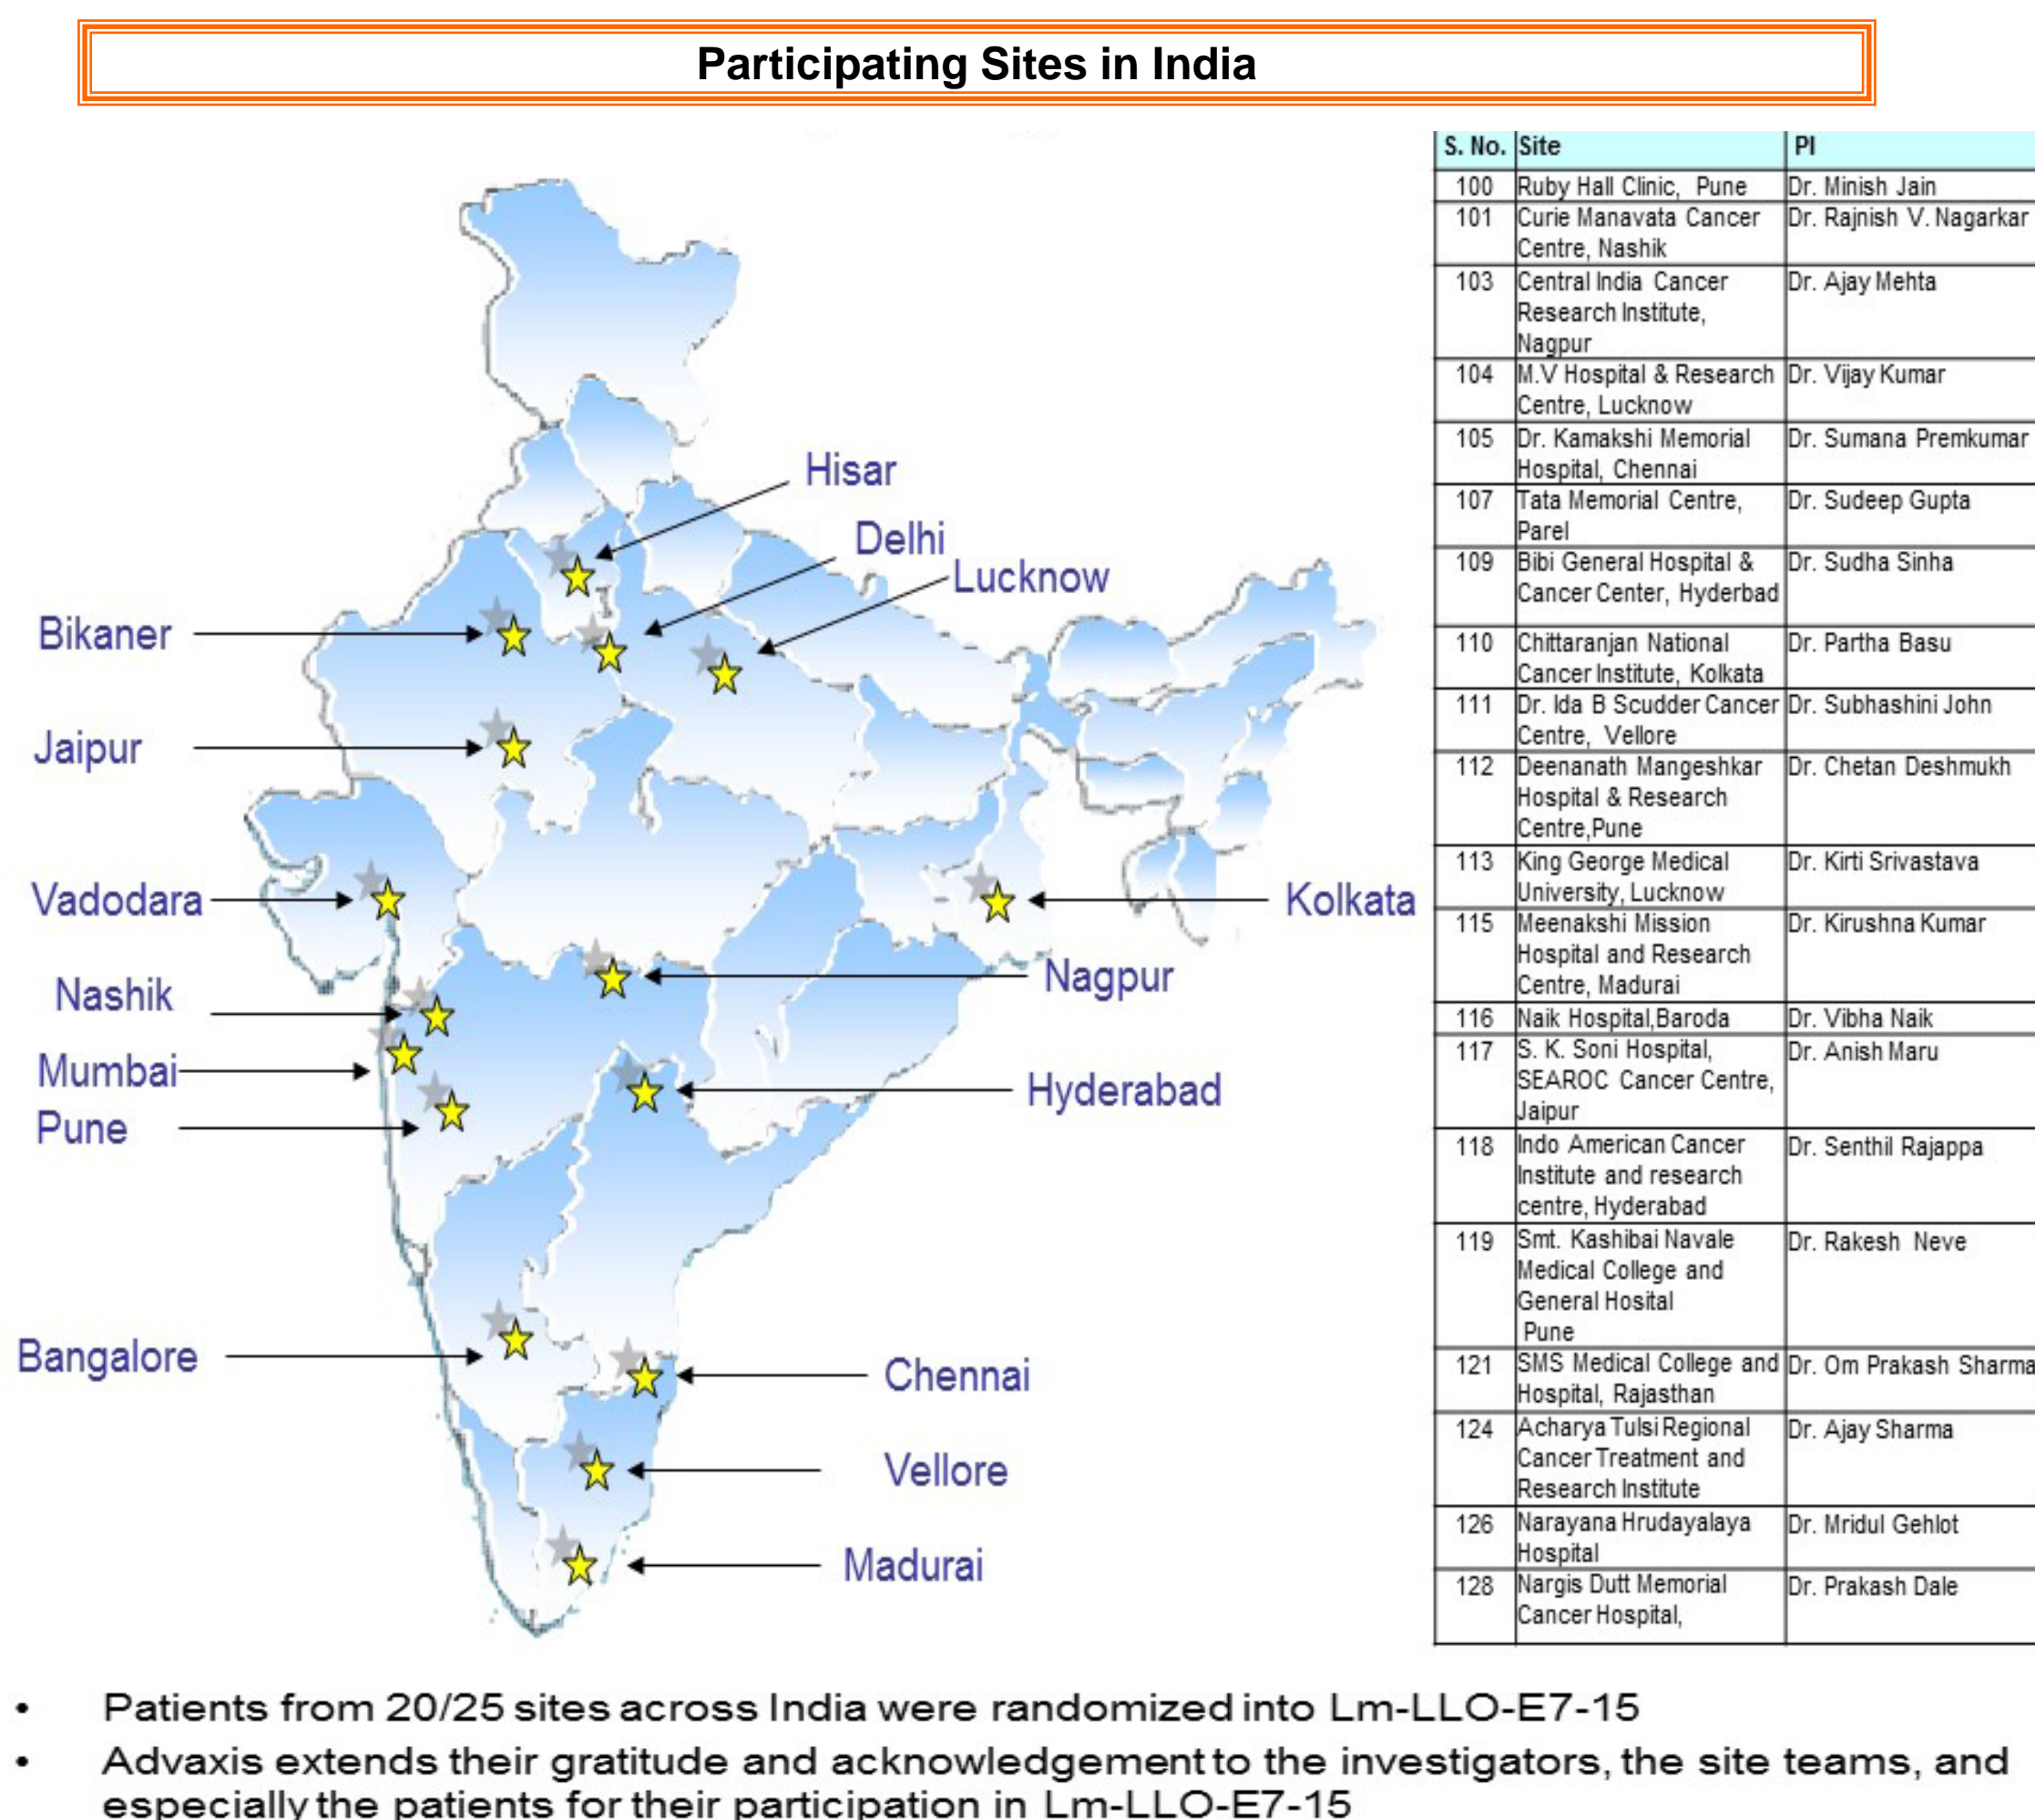 Participating Sites in India
Hisar
Delhi
Lucknow
Bikaner
Jaipur
Vadodara
Kolkata
Nashik
Nagpur
Mumbai
Hyderabad
Pune
Bangalore
Chennai
Vellore
Madurai
S. No. Site PI
100 Ruby Hall Clinic, Pune Dr. Minish Jain
101 Curie Manavata Cancer Dr. Rajnish V. Nagarkar
Centre, Nashik
103 Central India Cancer Dr. Ajay Mehta
Research Institute,
Nagpur
104 M.V Hospital & Research Dr. Vijay Kumar
Centre, Lucknow
105 Dr. Kamakshi Memorial Dr. Sumana Premkumar
Hospital, Chennai
107 Tata Memorial Centre, Dr. Sudeep Gupta
Parel
109 Bibi General Hospital & Dr. Sudha Sinha
Cancer Center, Hyderbad
110 Chittaranjan National Dr. Partha Basu
Cancer Institute, Kolkata
111 Dr. Ida B Scudder Cancer Dr. Subhashini John
Centre, Vellore
112 Deenanath Mangeshkar Dr. Chetan Deshmukh
Hospital & Research
Centre,Pune
113 King George Medical Dr. Kirti Srivastava
University, Lucknow
115 Meenakshi Mission Dr. Kirushna Kumar
Hospital and Research
Centre, Madurai
116 Naik Hospital,Baroda Dr. Vibha Naik
117 S. K. Soni Hospital, Dr. Anish Maru
SEAROC Cancer Centre,
Jaipur
118 Indo American Cancer Dr. Senthil Rajappa
Institute and research
centre, Hyderabad
119 Smt. Kashibai Navale Dr. Rakesh Neve
Medical College and
General Hosital
Pune
121 SMS Medical College and Dr. Om Prakash Sharma
Hospital, Rajasthan
124 Acharya Tulsi Regional Dr. Ajay Sharma
Cancer Treatment and
Research Institute
126 Narayana Hrudayalaya Dr. Mridul Gehlot
Hospital
128 Nargis Dutt Memorial Dr. Prakash Dale
Cancer Hospital,
• Patients from 20/25 sites across India were randomized into Lm-LLO-E7-15
• Advaxis extends their gratitude and acknowledgement to the investigators, the site teams, and
especially the patients for their participation in Lm-LLO-E7-15